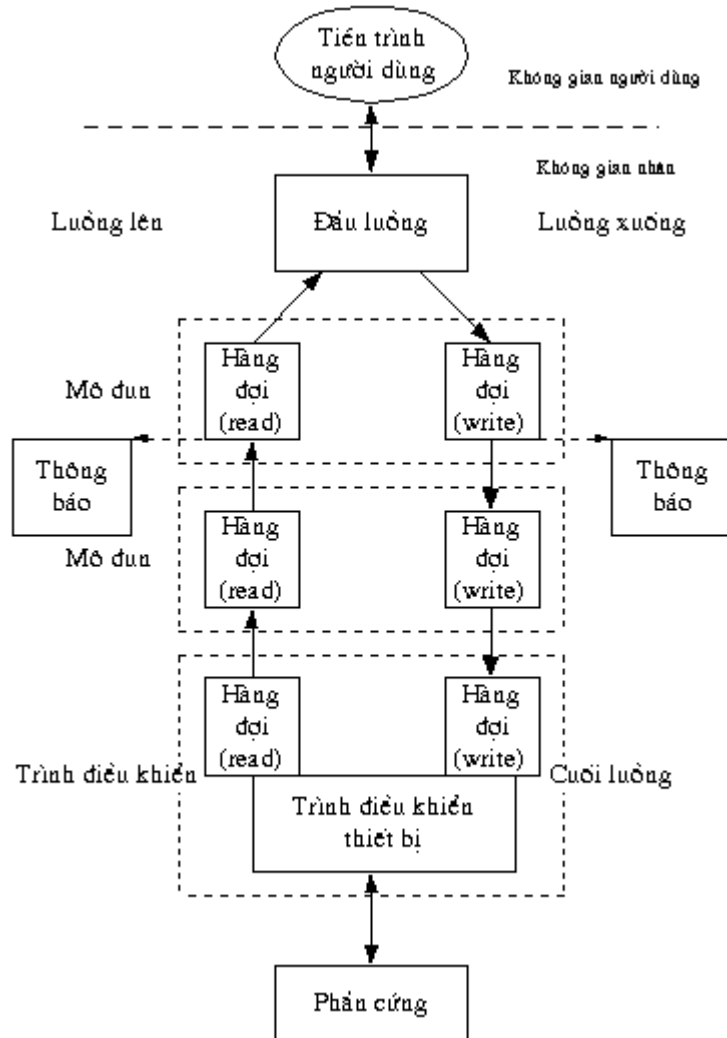 Tiến trình
người dùng
Không gian người dùng
Không gian nhân
Luồng lên
Đầu luồng
Luồng xuống
Hàng
đợi
(read)
Hàng
đợi
(write)
Mô đun
Thông
báo
Thông
báo
Hàng
đợi
(read)
Hàng
đợi
(write)
Mô đun
Hàng
đợi
(read)
Hàng
đợi
(write)
Trình điều khiển
Cuối luồng
Trình điều khiển
thiết bị
Phần cứng